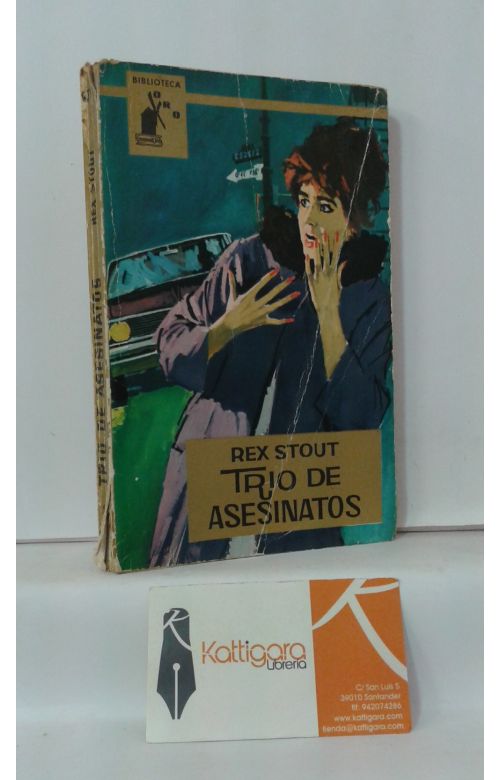 BIBLIOTECA
ORO
REX STOUT
TRIO DE ASESINATOS
REX STOUT
TRIO DE
ASESINATOS
Kattigara
Librería
C/ San Luis 5
39010 Santander
tlf: 942074286
www.kattigara.com
tienda@kattigara.com